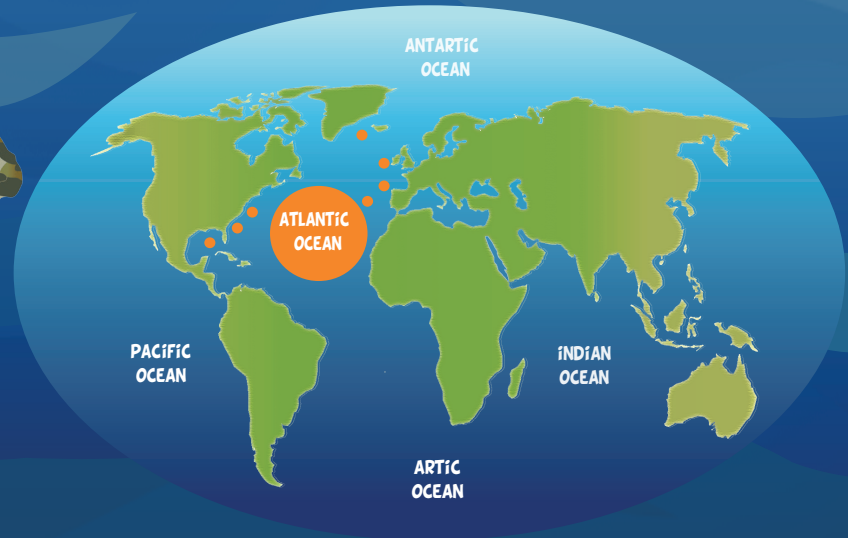 ANTARTIC
OCEAN
ATLANTIC
OCEAN
PACIFIC
OCEAN
INDIAN
OCEAN
ARTIC
OCEAN